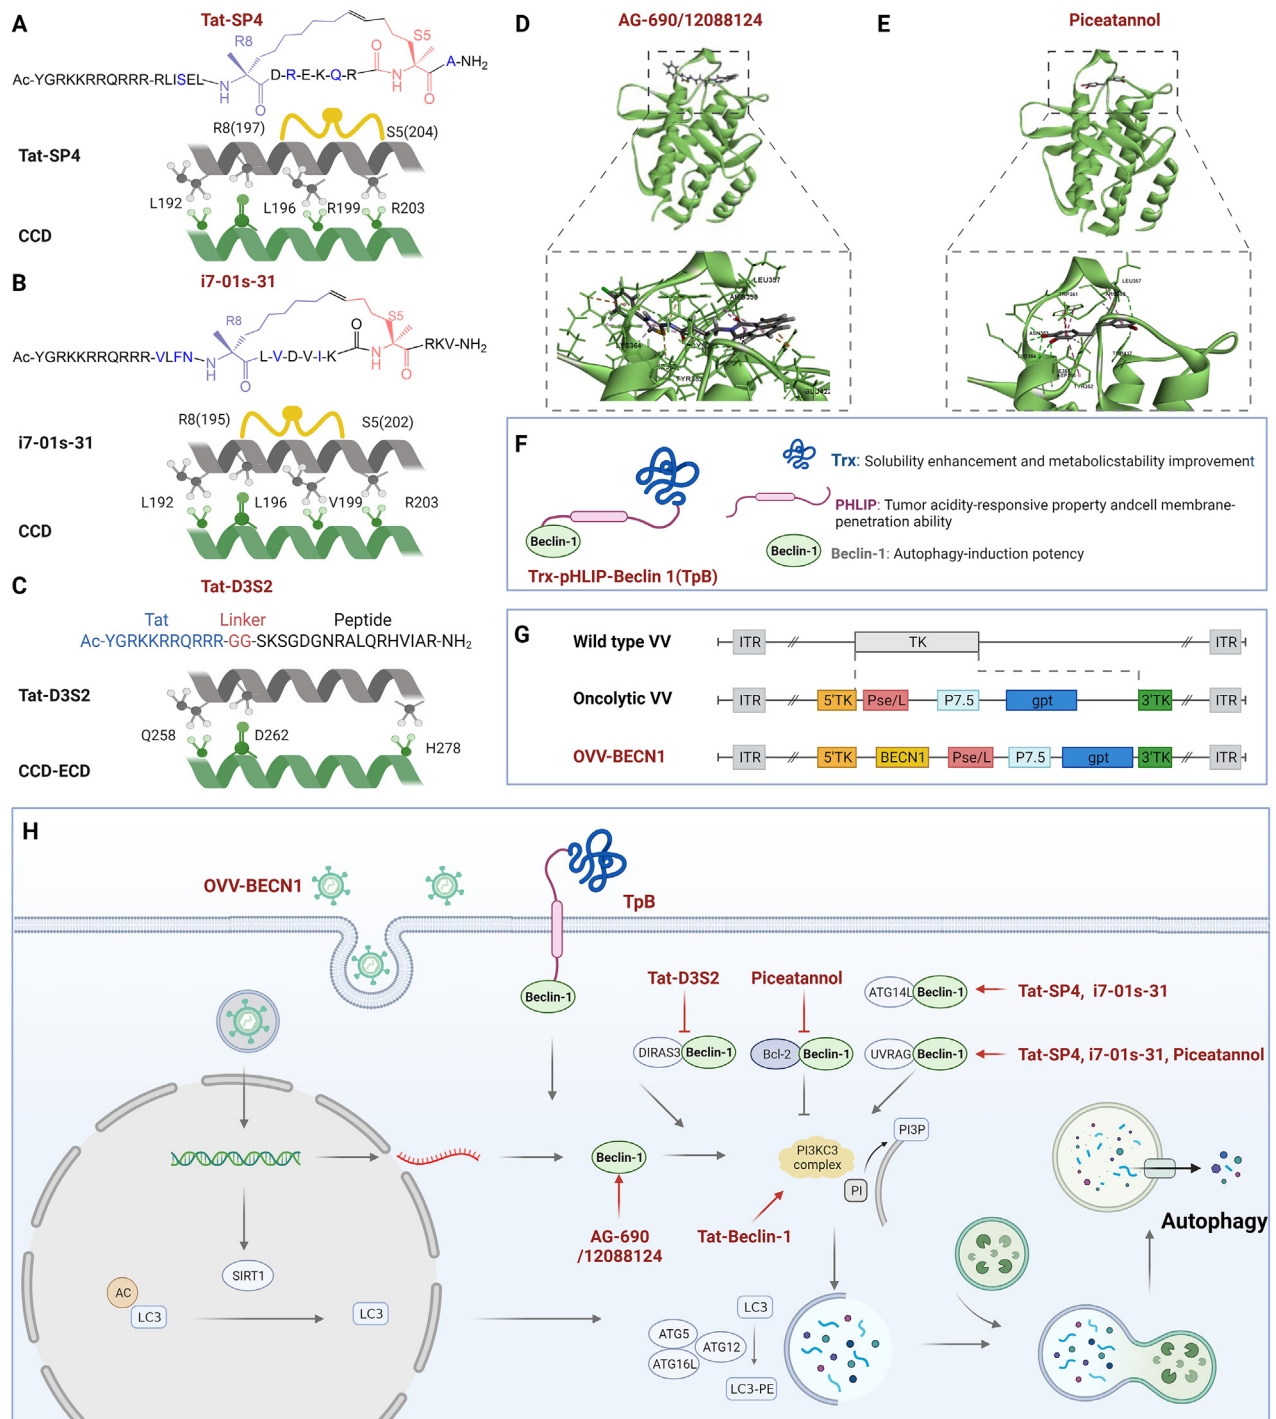 A
Tat-SP4
R8
S5
Ac-YGRKKRRQRRR-RLISEL
N
H
O
D-R-E-K-Q-R
O
NH
O
A-NH2
R8(197)
S5(204)
Tat-SP4
L192
L196
R199
R203
CCD
B
i7-01s-31
R8
S5
Ac-YGRKKRRQRRR-VLFN
N
H
O
L-V-D-V-I-K
O
NH
O
RKV-NH2
R8(195)
S5(202)
i7-01s-31
L192
L196
V199
R203
CCD
C
Tat-D3S2
Tat
Linker
Peptide
Ac-YGRKKRRQRRR-GG-SKSGDGNRALQRHVIAR-NH2
Tat-D3S2
Q258
D262
H278
CCD-ECD
D
AG-690/12088124
LEU357
ARG359
LYS364
TYR352
E
Piceatannol
LEU357
TRP361
TYR352
F
Beclin-1
Trx-pHLIP-Beclin 1(TpB)
Trx: Solubility enhancement and metabolicstability improvement
PHLIP: Tumor acidity-responsive property andcell membrane-
penetration ability
Beclin-1
Beclin-1: Autophagy-induction potency
G
Wild type VV
ITR
//
TK
//
ITR
Oncolytic VV
ITR
//
5'TK
Pse/L
P7.5
gpt
3'TK
//
ITR
OVV-BECN1
ITR
//
5'TK
BECN1
Pse/L
P7.5
gpt
3'TK
//
ITR
H
OVV-BECN1
TpB
Beclin-1
Tat-D3S2
Piceatannol
ATG14L
Beclin-1
Tat-SP4, i7-01s-31
DIRAS3
Beclin-1
Bcl-2
Beclin-1
UVRAG
Beclin-1
Tat-SP4, i7-01s-31, Piceatannol
Beclin-1
PI3KC3
complex
PI3P
PI
AG-690
/12088124
Tat-Beclin-1
Autophagy
SIRT1
AC
LC3
LC3
ATG5
ATG12
ATG16L
LC3
LC3-PE